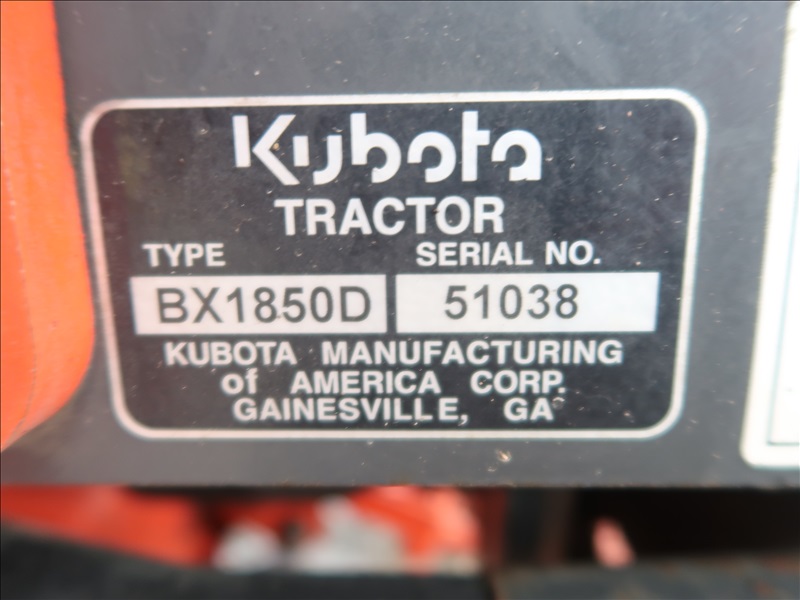 Kubota
TRACTOR
TYPE SERIAL NO.
BX1850D 51038
KUBOTA MANUFACTURING
of AMERICA CORP.
GAINESVILLE, GA